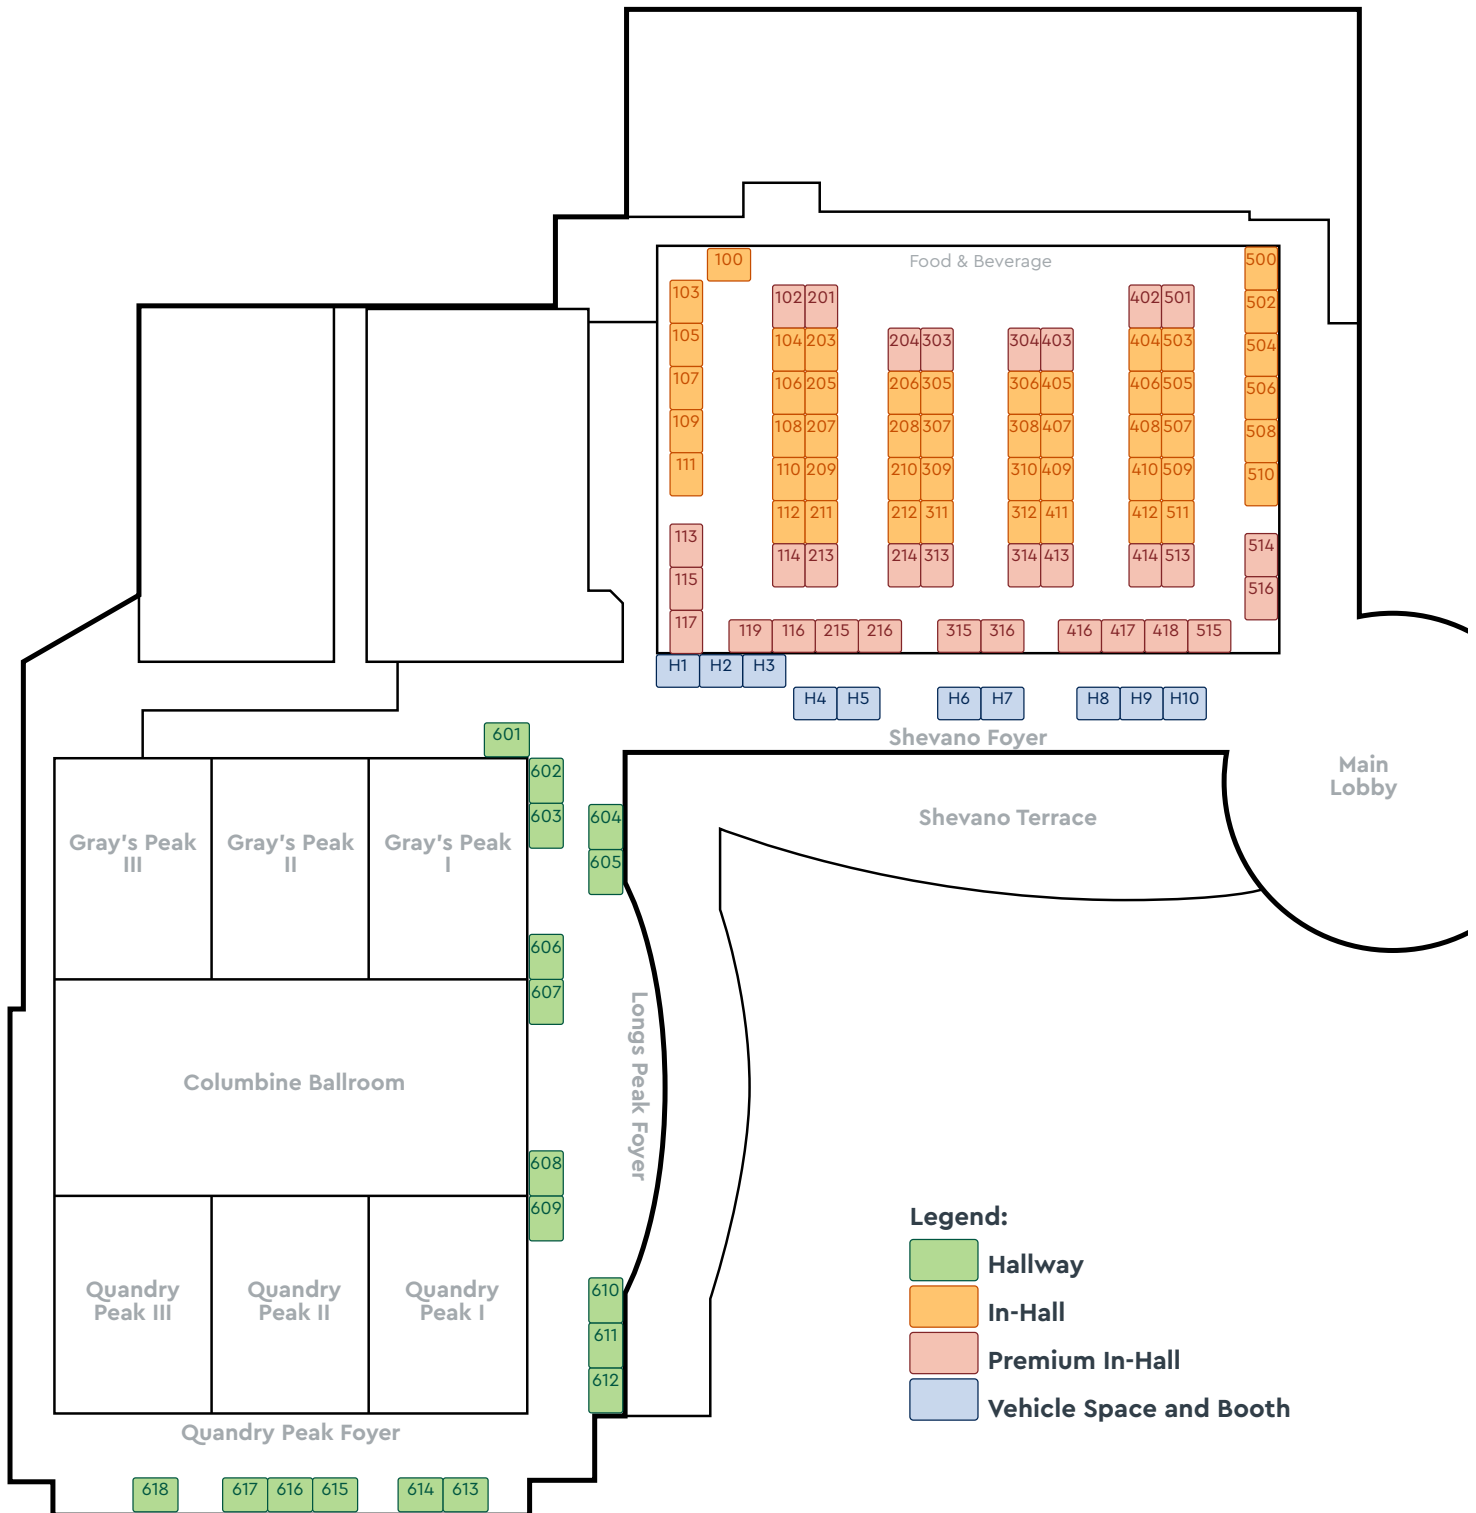 100
Food & Beverage
500
103
102 201
402 501
502
105
104 203
204 303
304 403
404 503
504
107
106 205
206 305
306 405
406 505
506
109
108 207
208 307
308 407
408 507
508
111
110 209
210 309
310 409
410 509
510
112 211
212 311
312 411
412 511
113
114 213
214 313
314 413
414 513
514
115
516
117
119 116 215 216
315 316
416 417 418 515
H1 H2 H3
H4 H5
H6 H7
H8 H9 H10
Shevano Foyer
601
602
603
604
605
Main
Lobby
Shevano Terrace
Gray's Peak
III
Gray's Peak
II
Gray's Peak
I
606
607
Longs Peak Foyer
Columbine Ballroom
608
609
Quandry
Peak III
Quandry
Peak II
Quandry
Peak I
610
611
612
Quandry Peak Foyer
618
617 616 615
614 613
Legend:
Hallway
In-Hall
Premium In-Hall
Vehicle Space and Booth